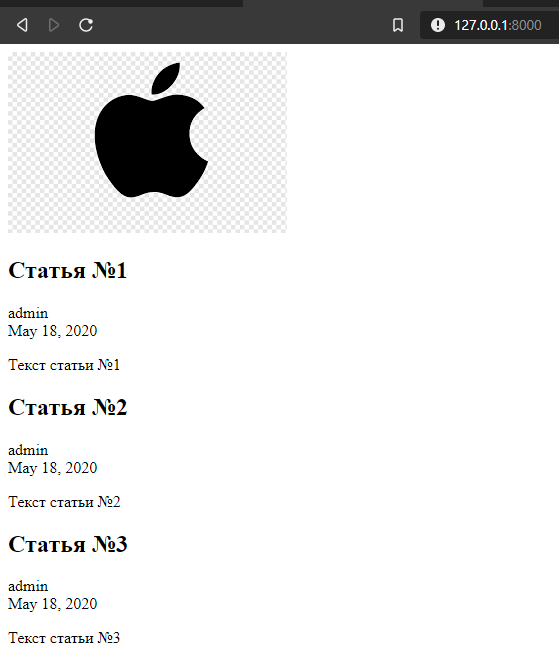 127.0.0.1:8000
Статья №1
admin
May 18, 2020
Текст статьи №1
Статья №2
admin
May 18, 2020
Текст статьи №2
Статья №3
admin
May 18, 2020
Текст статьи №3